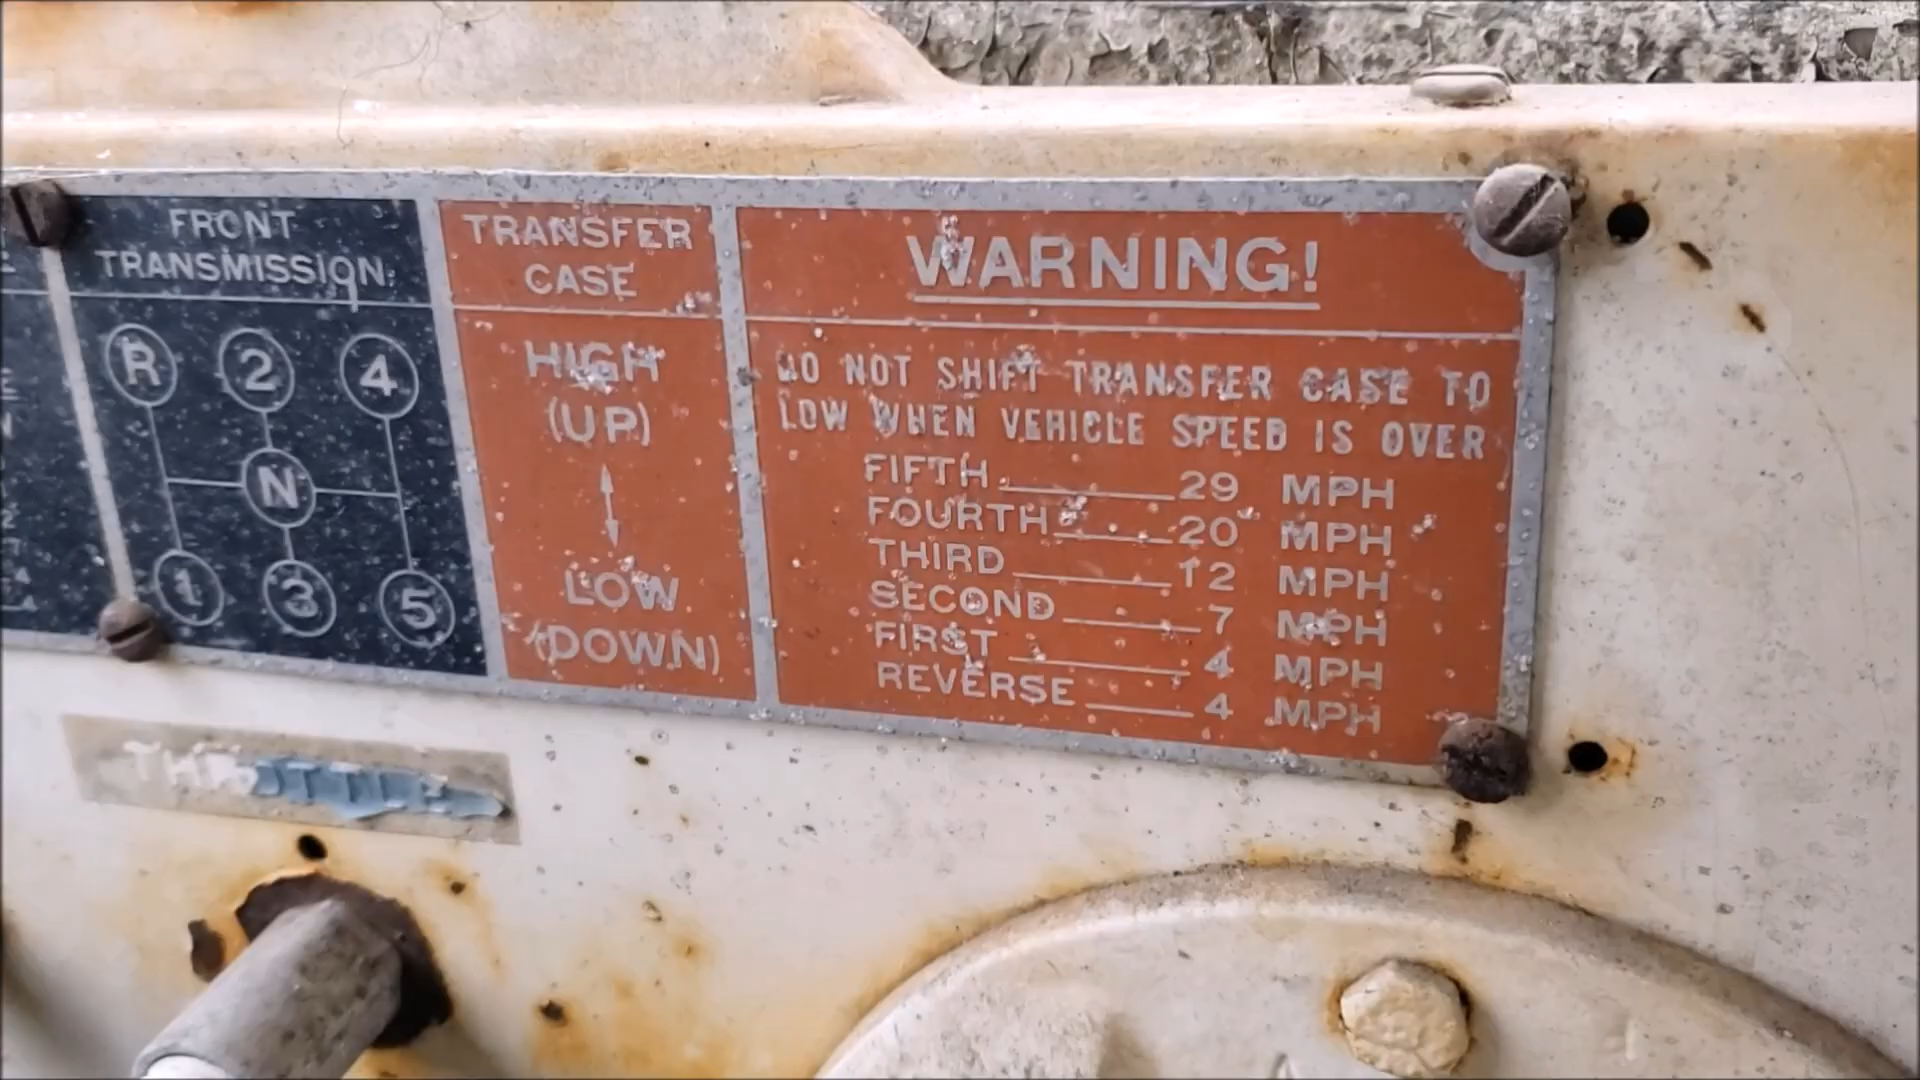 FRONT
TRANSMISSION
R 2 4
N
1 3 5
TRANSFER
CASE
HIGH
(UP)
LOW
(DOWN)
WARNING!
DO NOT SHIFT TRANSFER CASE TO
LOW WHEN VEHICLE SPEED IS OVER
FIFTH 29 MPH
FOURTH 20 MPH
THIRD 12 MPH
SECOND 7 MPH
FIRST 4 MPH
REVERSE 4 MPH